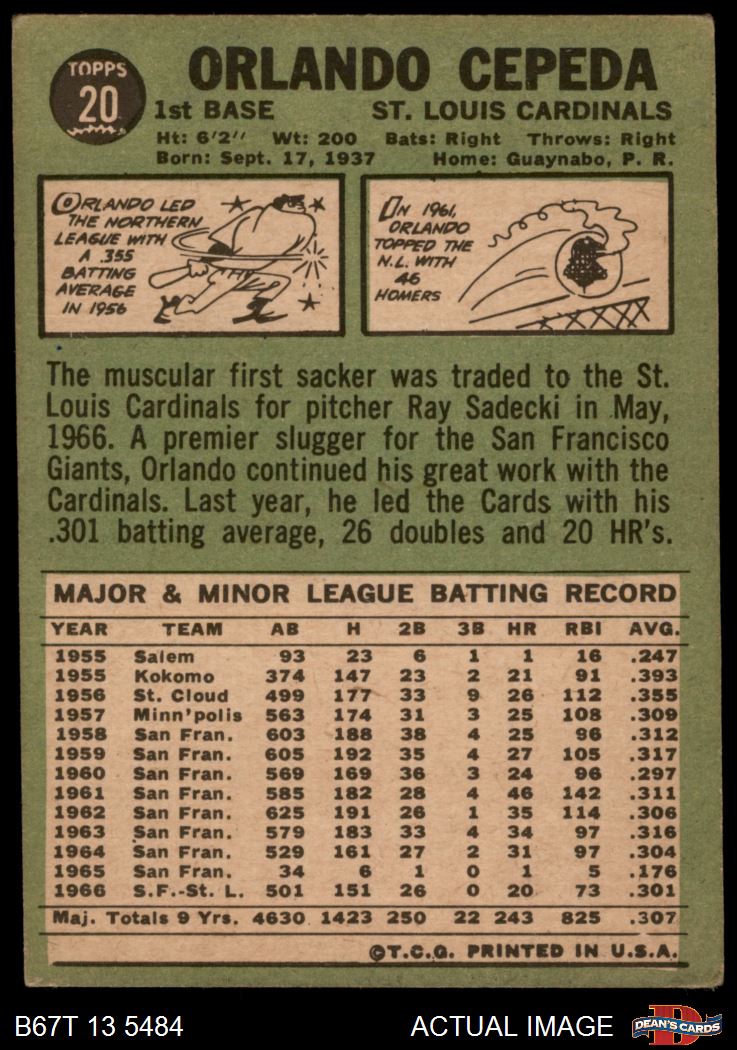 TOPPS
20
ORLANDO CEPEDA
1st BASE ST. LOUIS CARDINALS
Ht: 6'2'' Wt: 200 Bats: Right Throws: Right
Born: Sept. 17, 1937 Home: Guaynabo, P. R.
ORLANDO LED
THE NORTHERN
LEAGUE WITH
A .355
BATTING
AVERAGE
IN 1956
IN 1961,
ORLANDO
TOPPED THE
N.L. WITH
46
HOMERS
The muscular first sacker was traded to the St.
Louis Cardinals for pitcher Ray Sadecki in May,
1966. A premier slugger for the San Francisco
Giants, Orlando continued his great work with the
Cardinals. Last year, he led the Cards with his
.301 batting average, 26 doubles and 20 HR's.
MAJOR & MINOR LEAGUE BATTING RECORD
YEAR TEAM AB H 2B 3B HR RBI AVG.
1955 Salem 93 23 6 1 1 16 .247
1955 Kokomo 374 147 23 2 21 91 .393
1956 St. Cloud 499 177 33 9 26 112 .355
1957 Minn'polis 563 174 31 3 25 108 .309
1958 San Fran. 603 188 38 4 25 96 .312
1959 San Fran. 605 192 35 4 27 105 .317
1960 San Fran. 569 169 36 3 24 96 .297
1961 San Fran. 585 182 28 4 46 142 .311
1962 San Fran. 625 191 26 1 35 114 .306
1963 San Fran. 579 183 33 4 34 97 .316
1964 San Fran. 529 161 27 2 31 97 .304
1965 San Fran. 34 6 1 0 1 5 .176
1966 S.F.-St. L. 501 151 26 0 20 73 .301
Maj. Totals 9 Yrs. 4630 1423 250 22 243 825 .307
©T.C.G. PRINTED IN U.S.A.
B67T 13 5484 ACTUAL IMAGE
DEAN'S CARDS